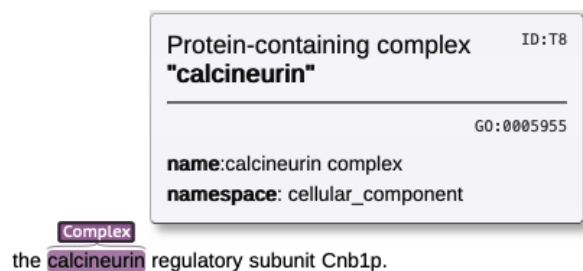 Protein-containing complex ID:T8
"calcineurin"
GO:0005955
name:calcineurin complex
namespace: cellular_component
Complex
the calcineurin regulatory subunit Cnb1p.